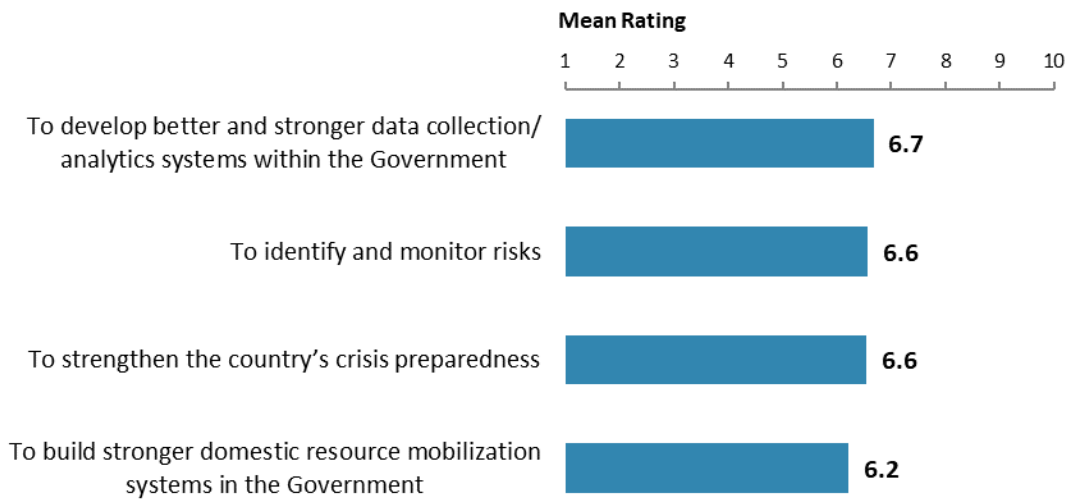 Mean Rating
1 2 3 4 5 6 7 8 9 10
To develop better and stronger data collection/
analytics systems within the Government
6.7
To identify and monitor risks
6.6
To strengthen the country’s crisis preparedness
6.6
To build stronger domestic resource mobilization
systems in the Government
6.2